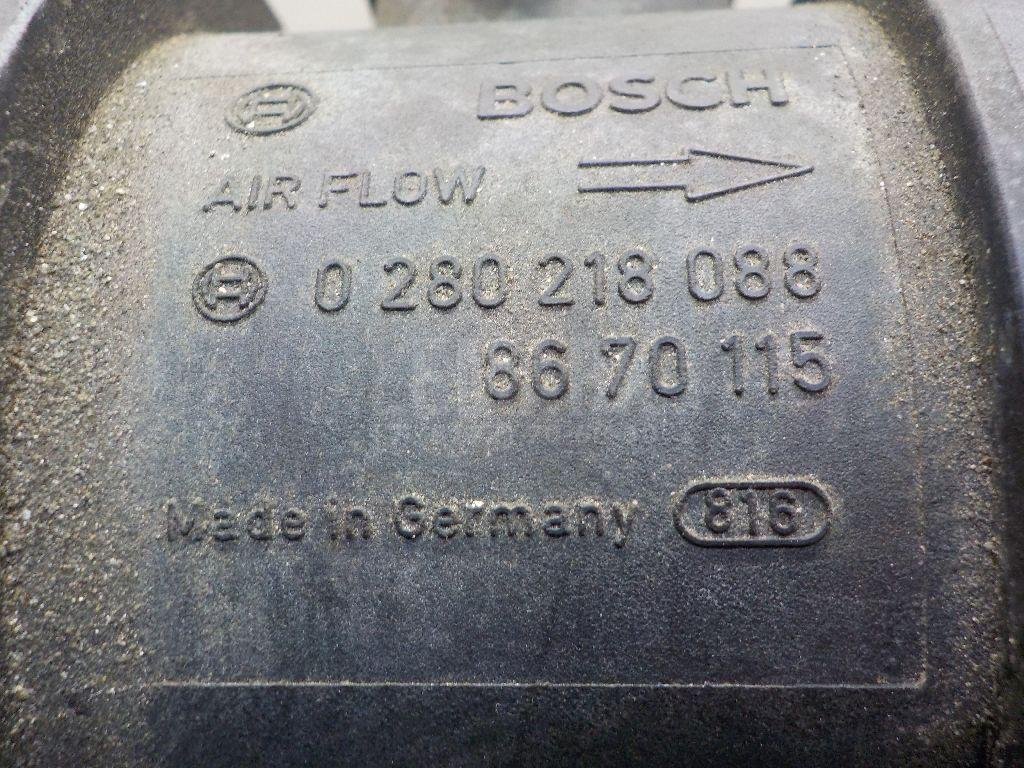 BOSCH
AIR FLOW
0 280 218 088
86 70 115
Made in Germany 816